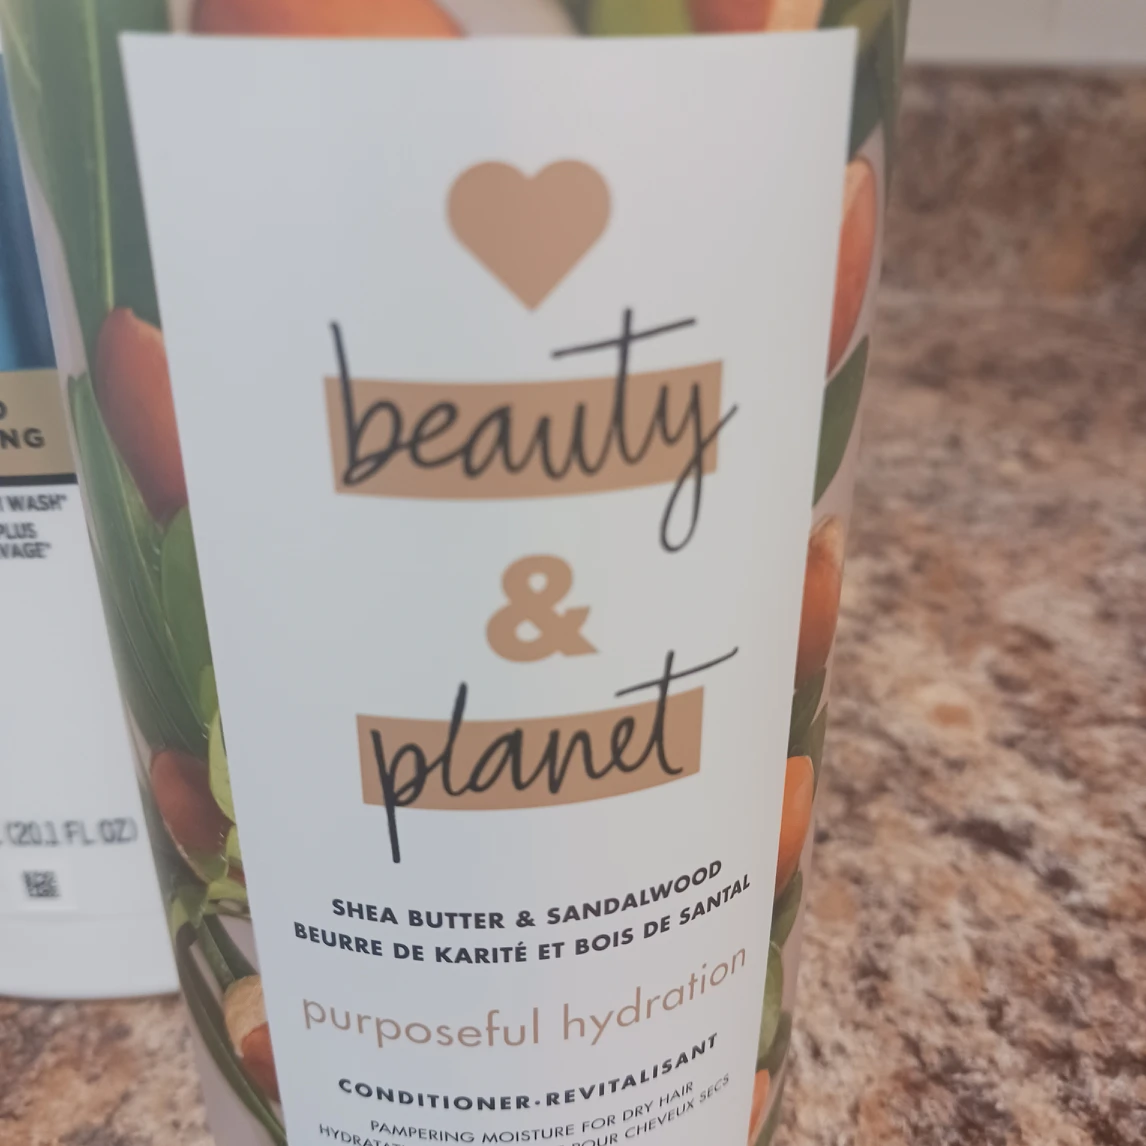 beauty
&
planet
SHEA BUTTER & SANDALWOOD
BEURRE DE KARITÉ ET BOIS DE SANTAL
purposeful hydration
CONDITIONER·REVITALISANT
PAMPERING MOISTURE FOR DRY HAIR
POUR CHEVEUX SECS
NG
WASH*
PLUS
(20.1 FL OZ)